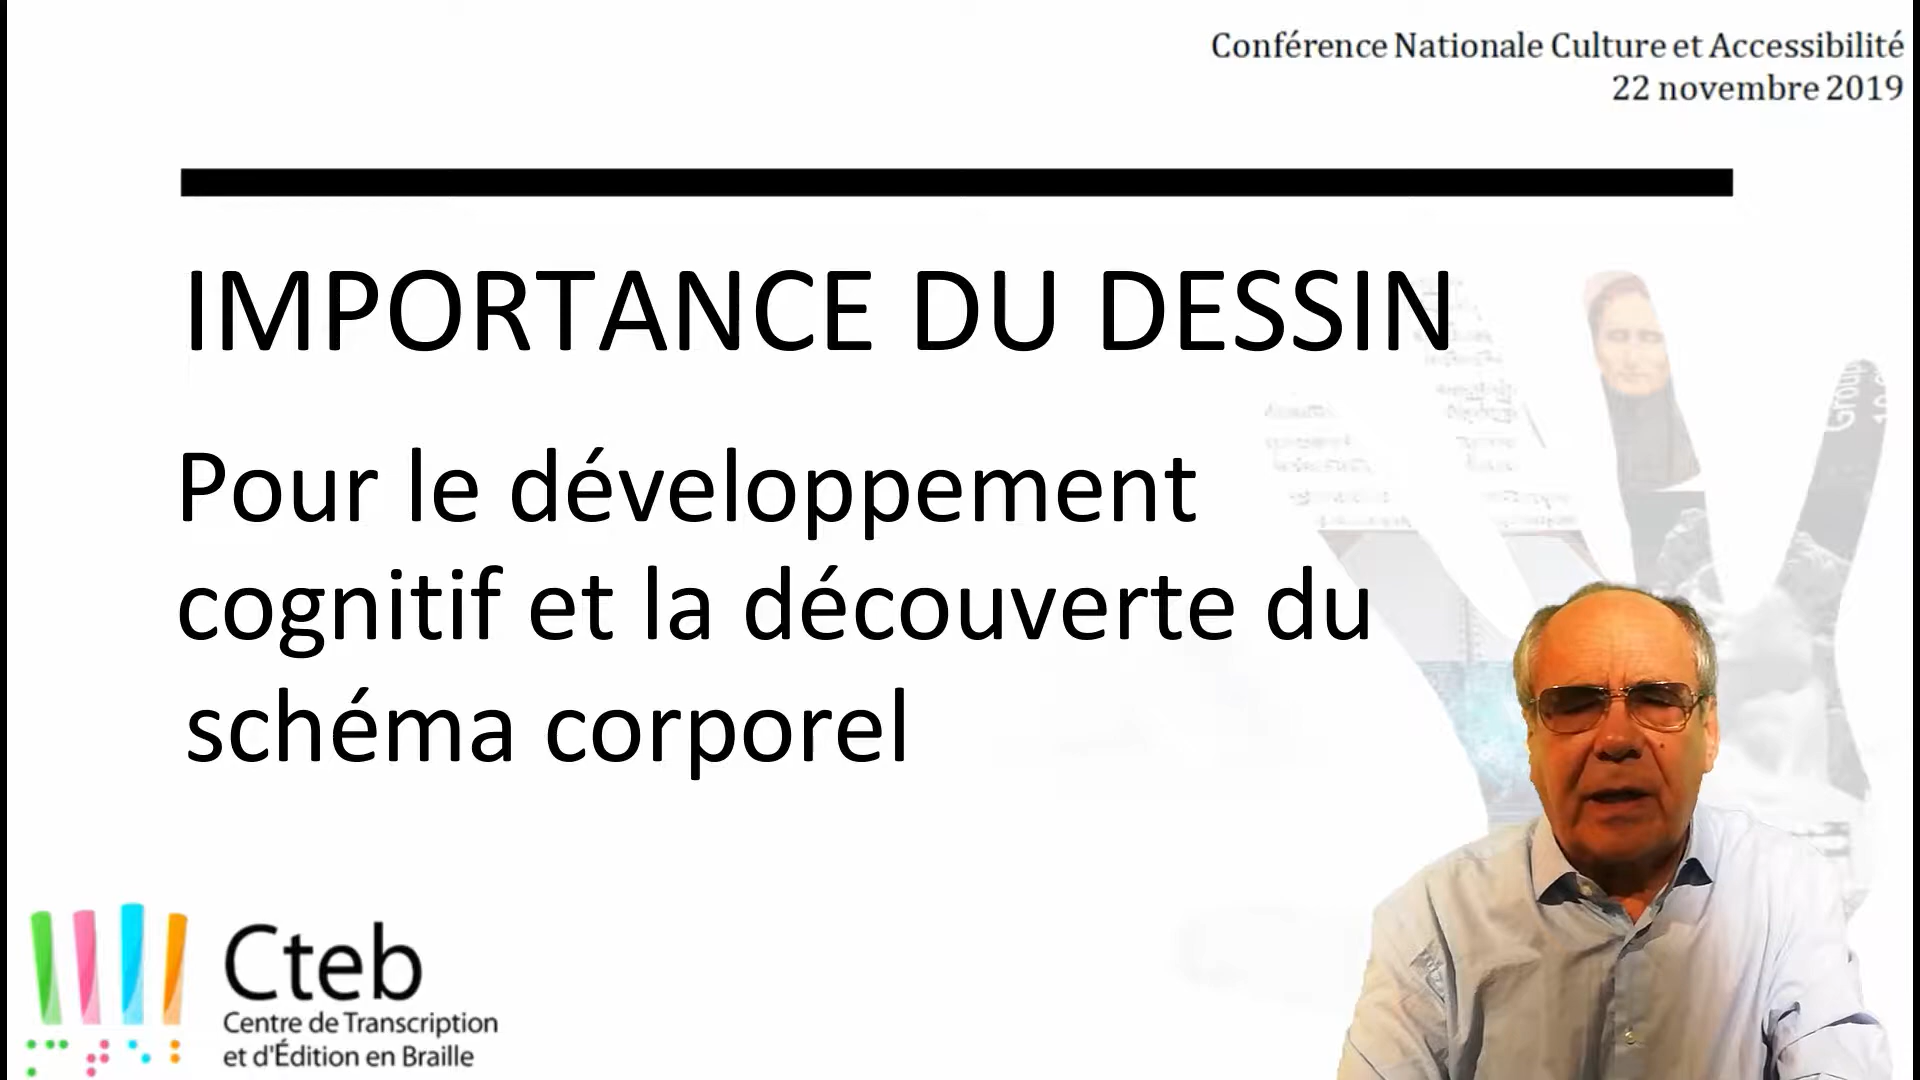 Conférence Nationale Culture et Accessibilité
22 novembre 2019
IMPORTANCE DU DESSIN
Pour le développement
cognitif et la découverte du
schéma corporel
Group
Cteb
Centre de Transcription
et d'Édition en Braille